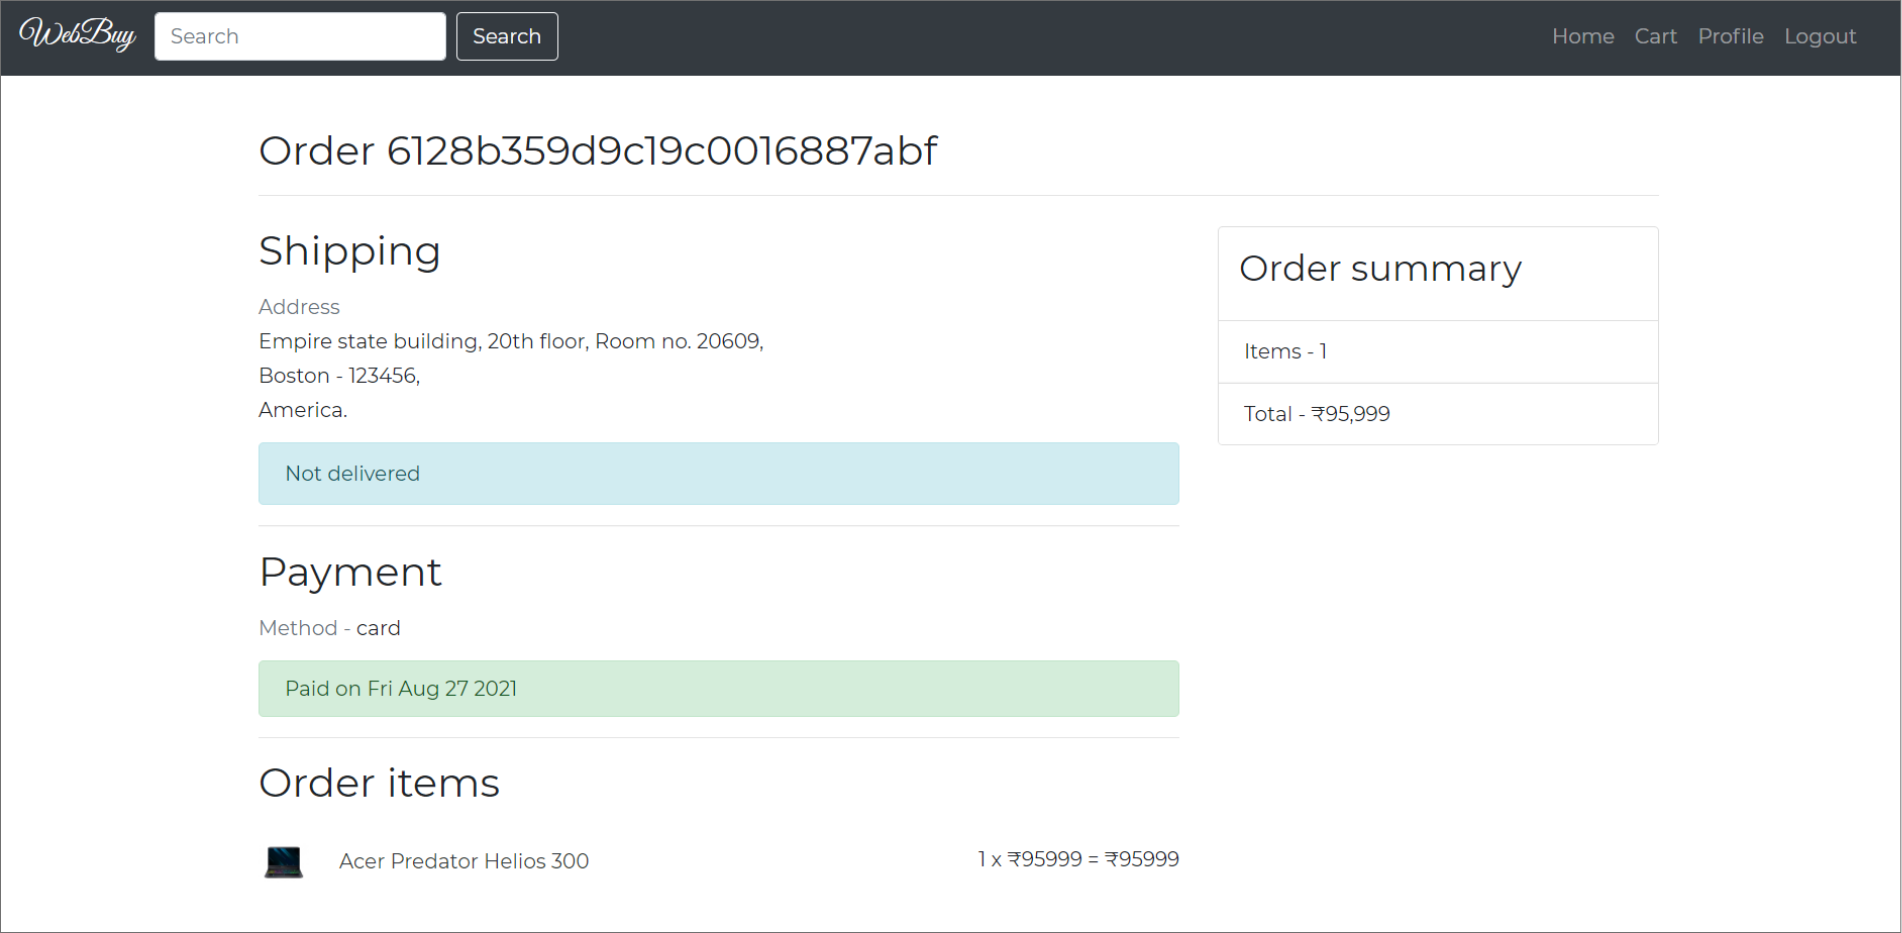 WebBuy Search Search Home Cart Profile Logout
Order 6128b359d9c19c0016887abf
Shipping
Address
Empire state building, 20th floor, Room no. 20609,
Boston - 123456,
America.
Not delivered
Payment
Method - card
Paid on Fri Aug 27 2021
Order items
Acer Predator Helios 300 1 x ₹95999 = ₹95999
Order summary
Items - 1
Total - ₹95,999